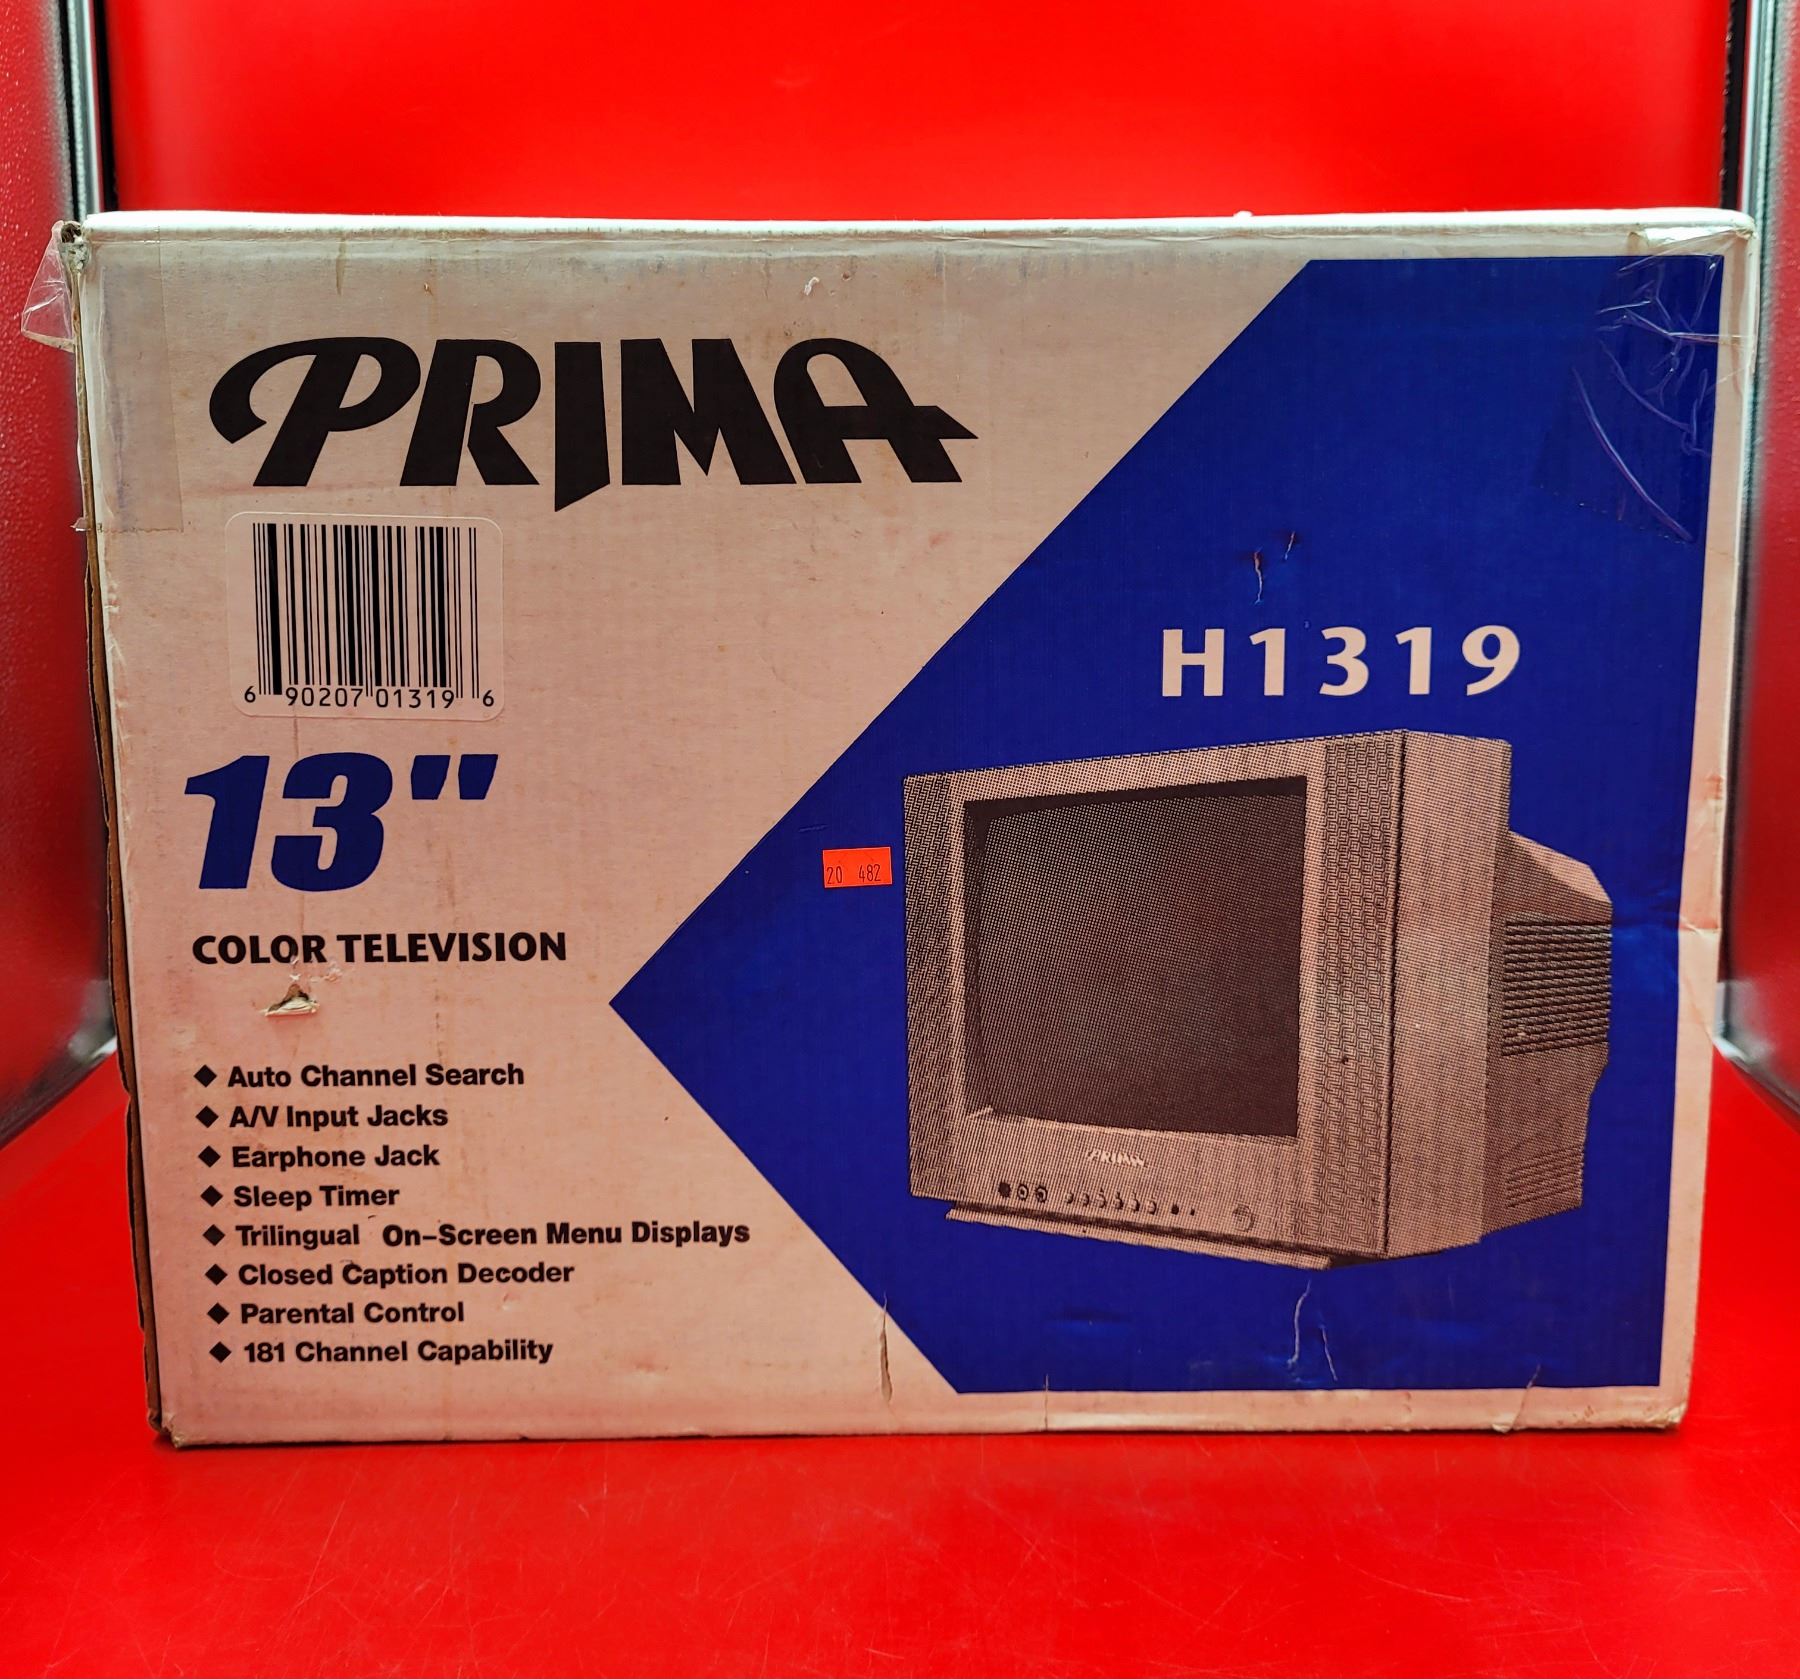 PRIMA
6 90207 01319 6
13"
COLOR TELEVISION
◆ Auto Channel Search
◆ A/V Input Jacks
◆ Earphone Jack
◆ Sleep Timer
◆ Trilingual On-Screen Menu Displays
◆ Closed Caption Decoder
◆ Parental Control
◆ 181 Channel Capability
H1319
20 482
PRIMA